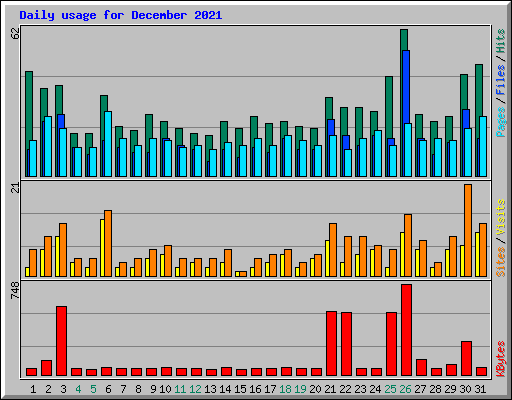 Daily usage for December 2021
62
Pages / Files / Hits
21
Sites / Visits
748
KBytes
1 2 3 4 5 6 7 8 9 10 11 12 13 14 15 16 17 18 19 20 21 22 23 24 25 26 27 28 29 30 31